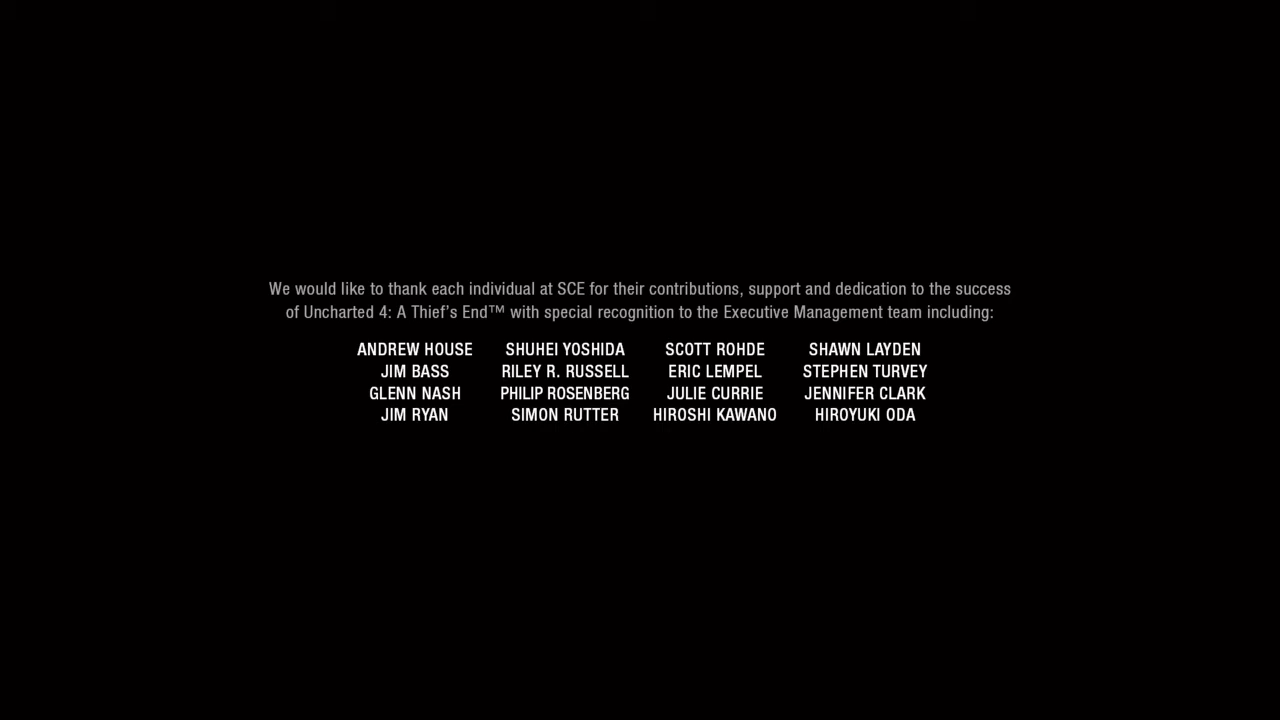 We would like to thank each individual at SCE for their contributions, support and dedication to the success
of Uncharted 4: A Thief's End™ with special recognition to the Executive Management team including:
ANDREW HOUSE SHUHEI YOSHIDA SCOTT ROHDE SHAWN LAYDEN
JIM BASS RILEY R. RUSSELL ERIC LEMPEL STEPHEN TURVEY
GLENN NASH PHILIP ROSENBERG JULIE CURRIE JENNIFER CLARK
JIM RYAN SIMON RUTTER HIROSHI KAWANO HIROYUKI ODA